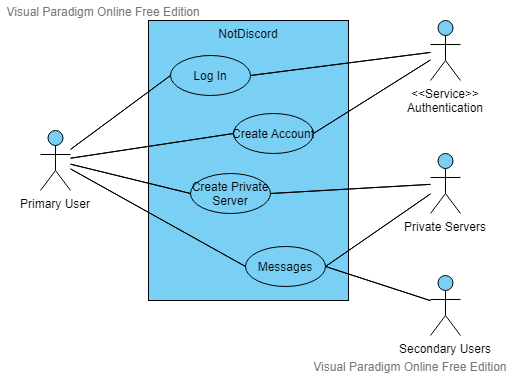 Visual Paradigm Online Free Edition
NotDiscord
Log In
<<Service>>
Authentication
Create Account
Primary User
Create Private
Server
Private Servers
Messages
Secondary Users
Visual Paradigm Online Free Edition